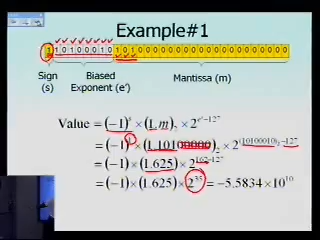 Example#1
1 10100010 10100000000000000000000
Sign (s)
Biased Exponent (e')
Mantissa (m)
Value = (-1)^s × (1.m)_2 × 2^{e'-127}
= (-1)^1 × (1.10100000)_2 × 2^{(10100010)_2 -127}
= (-1) × (1.625) × 2^{162-127}
= (-1) × (1.625) × 2^{35} = -5.5834 × 10^{10}